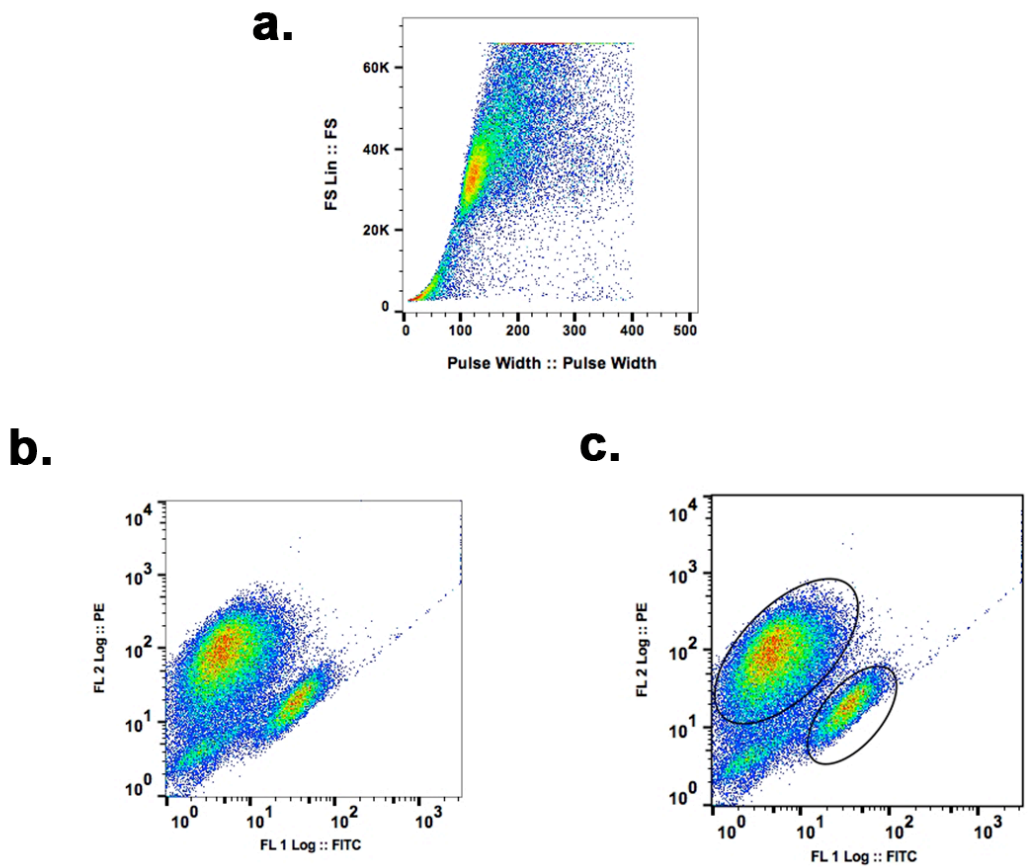 a.
60K
40K
20K
0
FS Lin :: FS
0 100 200 300 400 500
Pulse Width :: Pulse Width
b.
10^4
10^3
10^2
10^1
10^0
FL 2 Log :: PE
10^0 10^1 10^2 10^3
FL 1 Log :: FITC
c.
10^4
10^3
10^2
10^1
10^0
FL 2 Log :: PE
10^0 10^1 10^2 10^3
FL 1 Log :: FITC